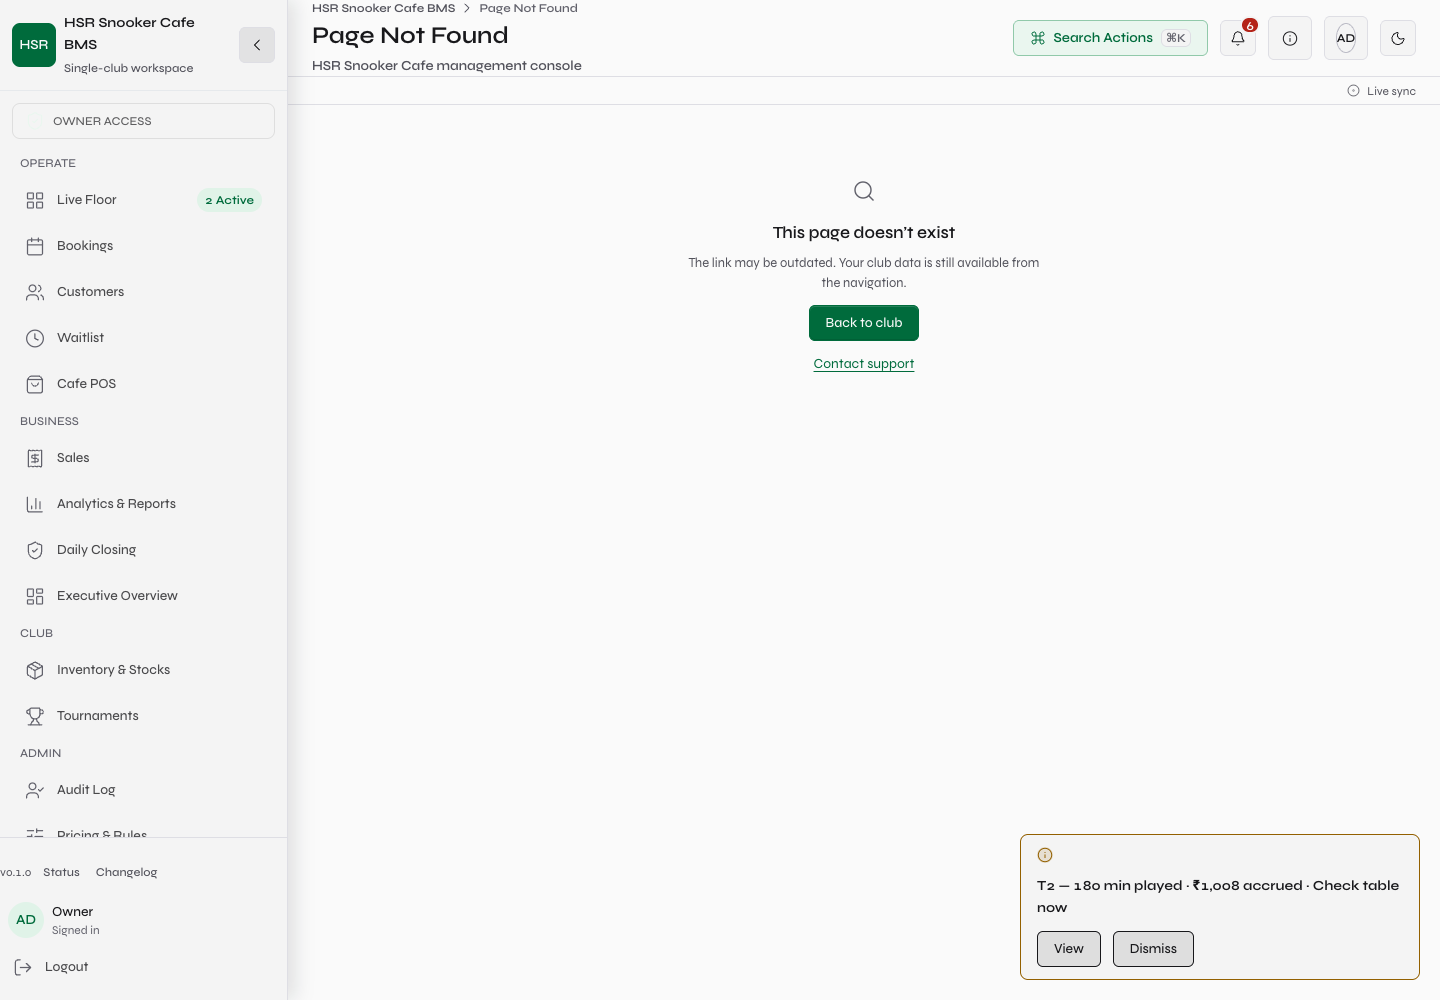 HSR
HSR Snooker Cafe
BMS
Single-club workspace
OWNER ACCESS
OPERATE
Live Floor
2 Active
Bookings
Customers
Waitlist
Cafe POS
BUSINESS
Sales
Analytics & Reports
Daily Closing
Executive Overview
CLUB
Inventory & Stocks
Tournaments
ADMIN
Audit Log
Pricing & Rules
v0.1.0 Status Changelog
AD
Owner
Signed in
Logout
HSR Snooker Cafe BMS > Page Not Found
Page Not Found
HSR Snooker Cafe management console
Search Actions ⌘K
6
AD
Live sync
This page doesn’t exist
The link may be outdated. Your club data is still available from
the navigation.
Back to club
Contact support
T2 — 180 min played · ₹1,008 accrued · Check table
now
View
Dismiss